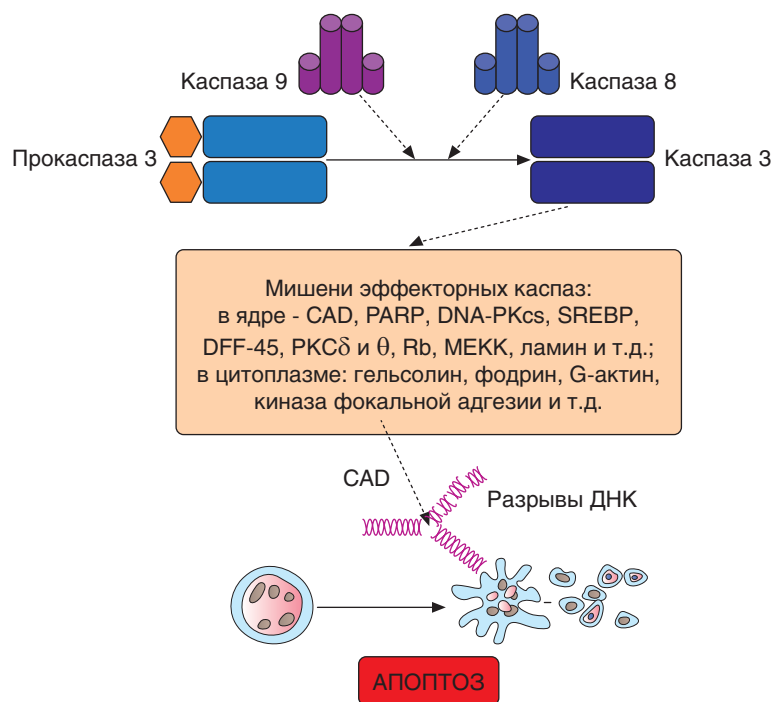 Каспаза 9
Каспаза 8
Прокаспаза 3
Каспаза 3
Мишени эффекторных каспаз:
в ядре - CAD, PARP, DNA-PKcs, SREBP,
DFF-45, PKCδ и θ, Rb, MEKK, ламин и т.д.;
в цитоплазме: гельсолин, фодрин, G-актин,
киназа фокальной адгезии и т.д.
CAD
Разрывы ДНК
АПОПТОЗ